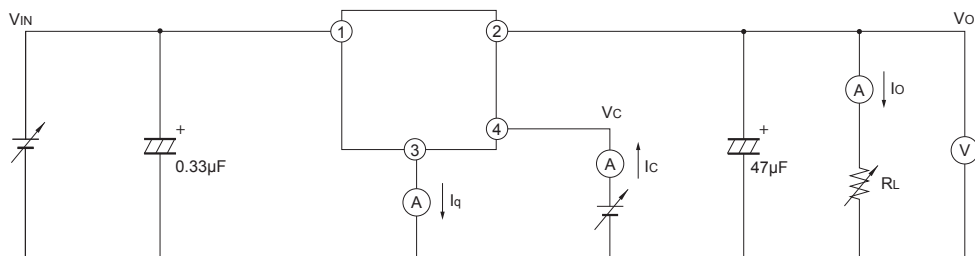 VIN
VO
1
2
A
IO
+
0.33µF
VC
4
3
A
IC
+
47µF
V
A
Iq
RL